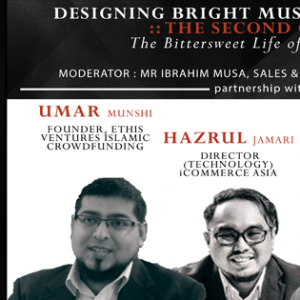 DESIGNING BRIGHT MUS
:: THE SECOND
The Bittersweet Life of
MODERATOR : MR IBRAHIM MUSA, SALES &
partnership wit
UMAR MUNSHI
FOUNDER, ETHIS
VENTURES ISLAMIC
CROWDFUNDING
HAZRUL JAMARI
DIRECTOR
(TECHNOLOGY)
iCOMMERCE ASIA